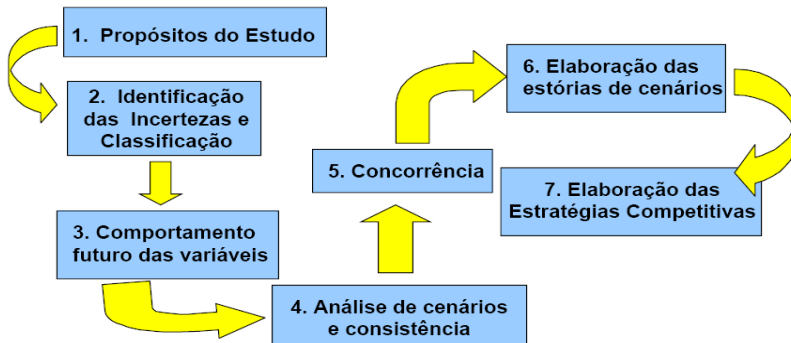 1. Propósitos do Estudo
2. Identificação
das Incertezas e
Classificação
3. Comportamento
futuro das variáveis
4. Análise de cenários
e consistência
5. Concorrência
6. Elaboração das
estórias de cenários
7. Elaboração das
Estratégias Competitivas